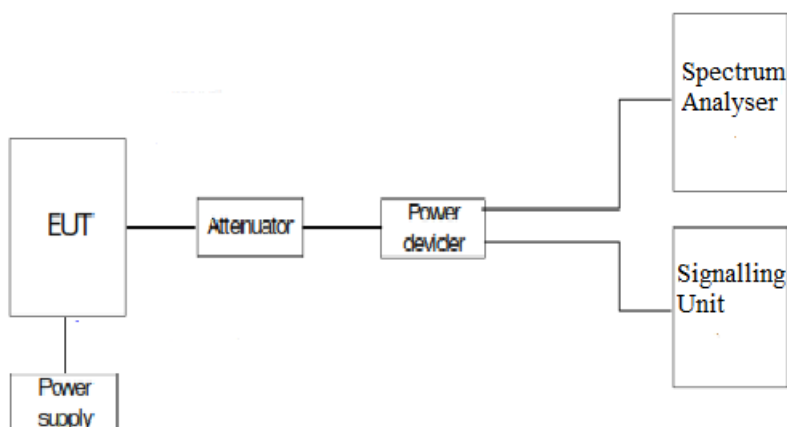 Spectrum
Analyser
EUT
Attenuator
Power
devider
Signalling
Unit
Power
supply